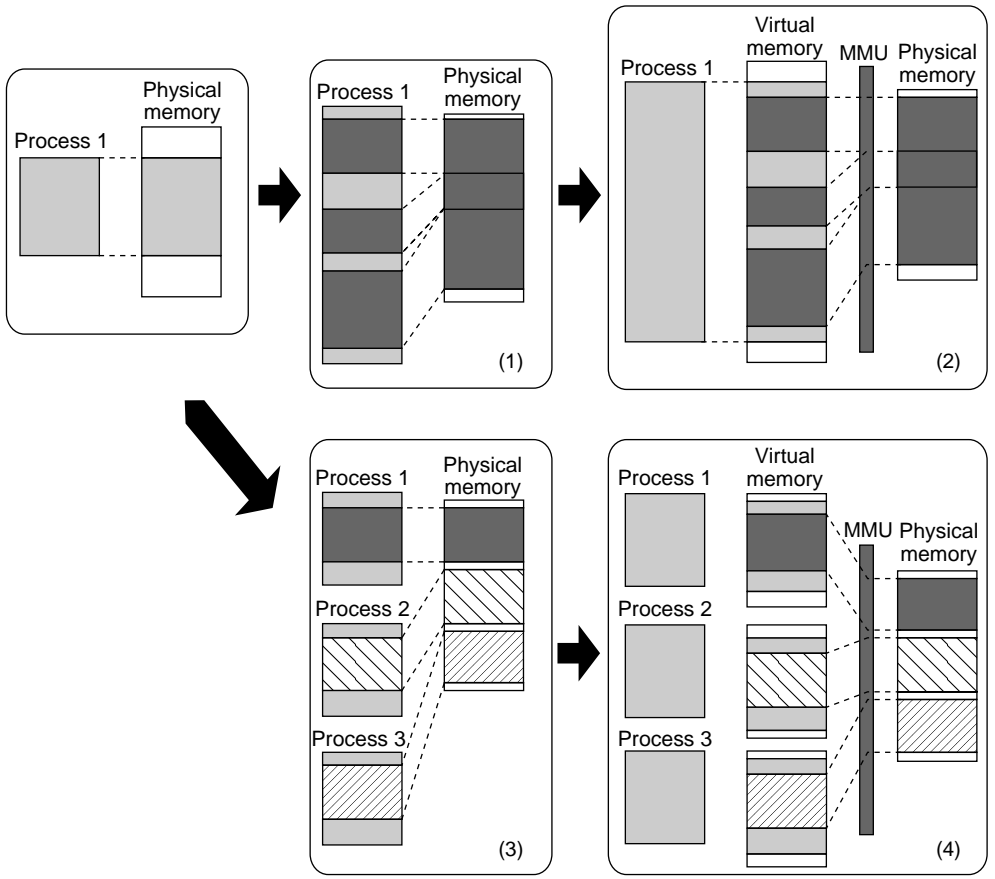 Process 1
Physical
memory
Process 1
Physical
memory
(1)
Process 1
Virtual
memory
MMU
Physical
memory
(2)
Process 1
Physical
memory
Process 2
Process 3
(3)
Process 1
Virtual
memory
MMU
Physical
memory
Process 2
Process 3
(4)